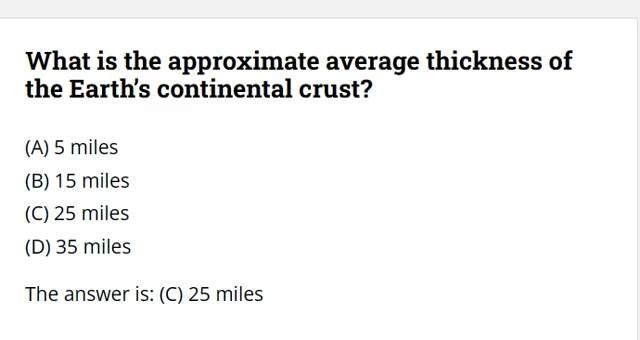 What is the approximate average thickness of
the Earth’s continental crust?
(A) 5 miles
(B) 15 miles
(C) 25 miles
(D) 35 miles
The answer is: (C) 25 miles